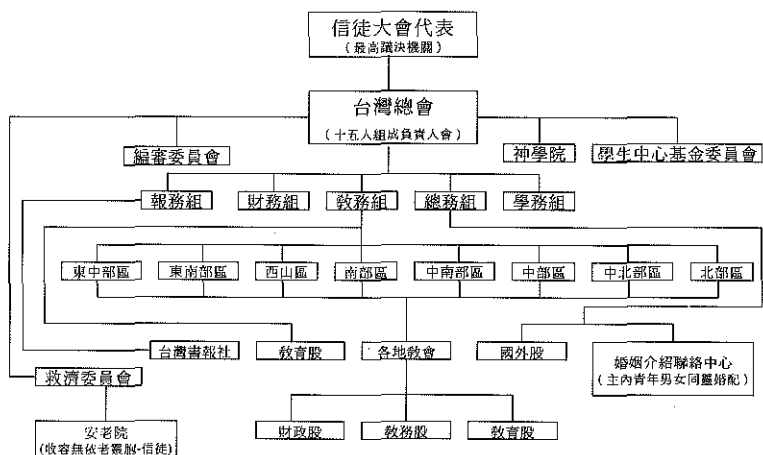 信徒大會代表
(最高議決機關)
台灣總會
(十五人組成負責人會)
編審委員會
神學院
學生中心基金委員會
報務組
財務組
教務組
總務組
學務組
東中部區
東南部區
西山區
南部區
中南部區
中部區
中北部區
北部區
台灣書報社
教育股
各地教會
國外股
婚姻介紹聯絡中心
(主內青年男女同靈婚配)
救濟委員會
安老院
(收容無依老靈胞-信徒)
財政股
教務股
教育股